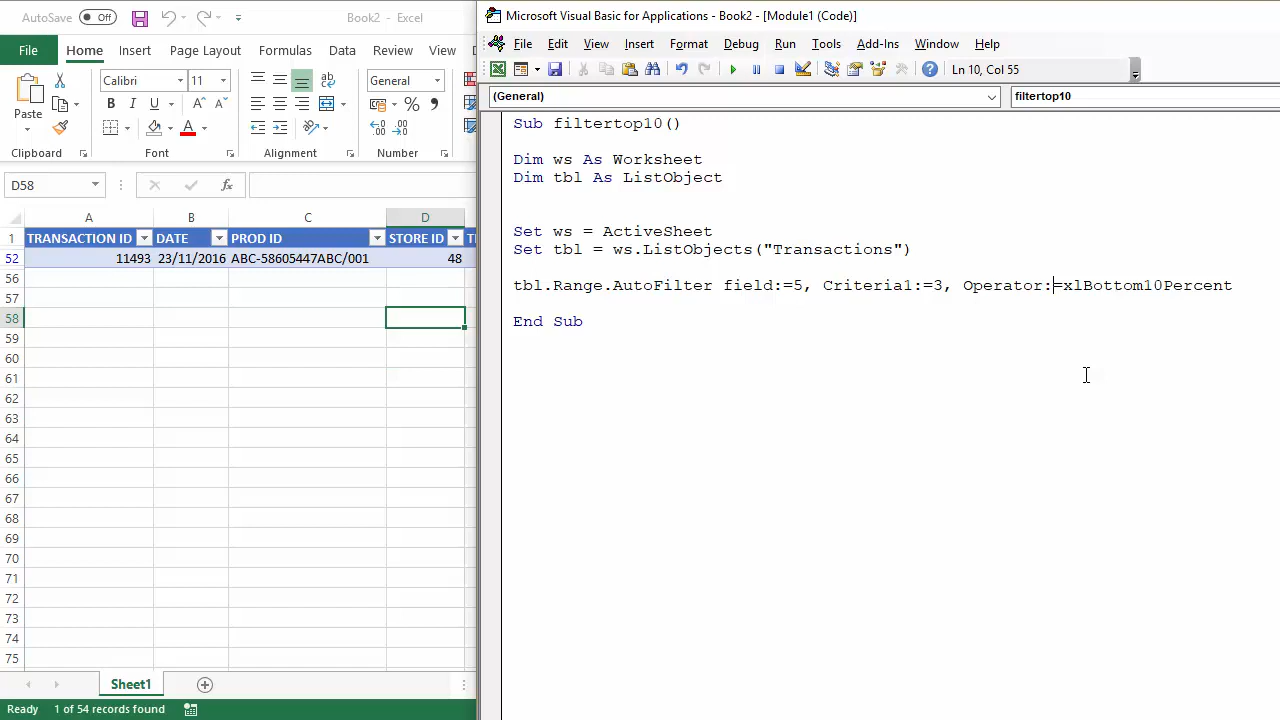 AutoSave Off Book2 - Excel
File Home Insert Page Layout Formulas Data Review View
Paste Calibri 11 General
B I U A A A % ,
Clipboard Font Alignment Number
D58 fx
A B C D
1 TRANSACTION ID DATE PROD ID STORE ID
52 11493 23/11/2016 ABC-58605447ABC/001 48
56
57
58
59
60
61
62
63
64
65
66
67
68
69
70
71
72
73
74
75
Sheet1
Ready 1 of 54 records found
Microsoft Visual Basic for Applications - Book2 - [Module1 (Code)]
File Edit View Insert Format Debug Run Tools Add-Ins Window Help
Ln 10, Col 55
(General) filtertop10
Sub filtertop10()
Dim ws As Worksheet
Dim tbl As ListObject
Set ws = ActiveSheet
Set tbl = ws.ListObjects("Transactions")
tbl.Range.AutoFilter field:=5, Criteria1:=3, Operator:=xlBottom10Percent
End Sub